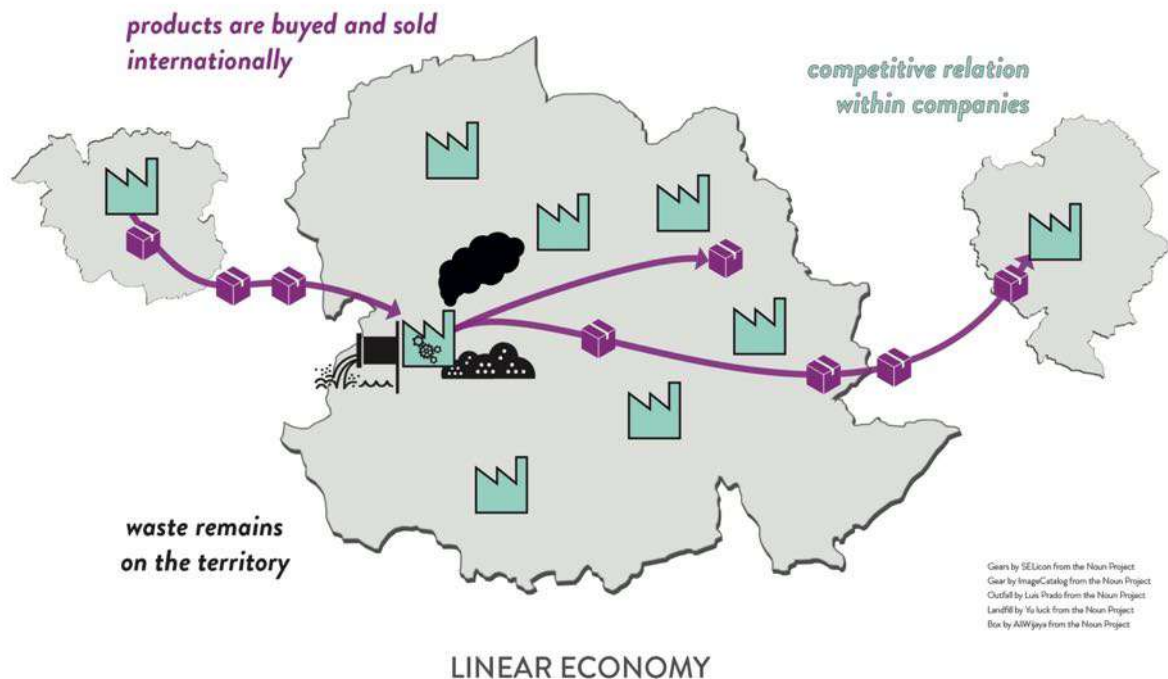 products are buyed and sold
internationally
competitive relation
within companies
waste remains
on the territory
Gears by SELicon from the Noun Project
Gear by ImageCatalog from the Noun Project
Outfall by Luis Prado from the Noun Project
Landfill by Yu luck from the Noun Project
Box by AliWijaya from the Noun Project
LINEAR ECONOMY